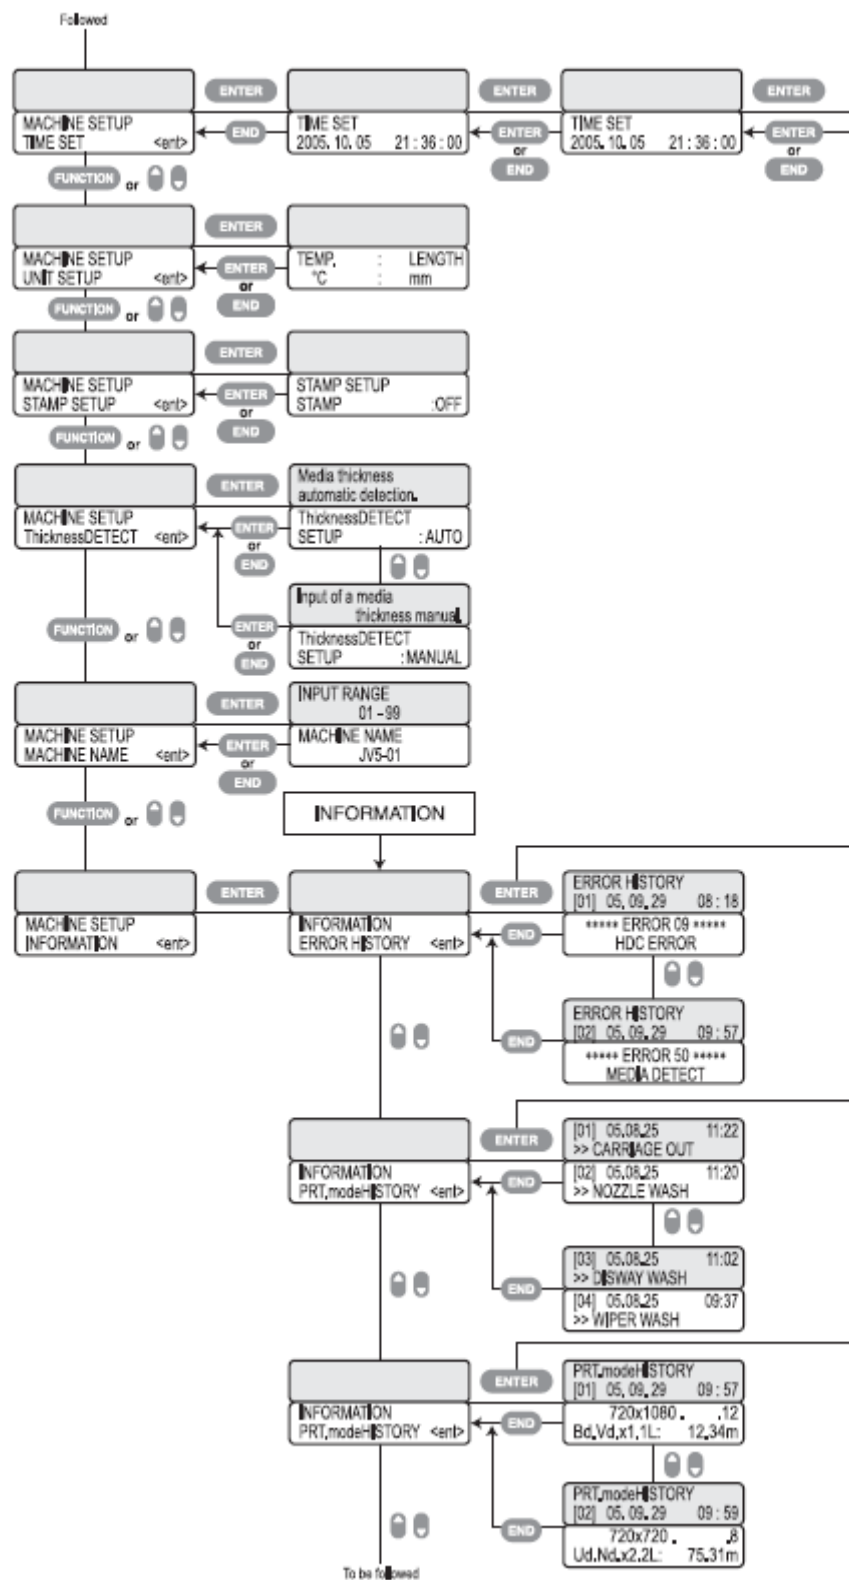 Followed
ENTER
ENTER
ENTER
MACHINE SETUP
TIME SET <ent>
END
TIME SET
2005. 10. 05 21 : 36 : 00
ENTER
or
END
TIME SET
2005. 10. 05 21 : 36 : 00
ENTER
or
END
FUNCTION or
ENTER
MACHINE SETUP
UNIT SETUP <ent>
ENTER
or
END
TEMP. : LENGTH
°C : mm
FUNCTION or
ENTER
MACHINE SETUP
STAMP SETUP <ent>
ENTER
or
END
STAMP SETUP
STAMP :OFF
FUNCTION or
ENTER
Media thickness
automatic detection.
MACHINE SETUP
ThicknessDETECT <ent>
ENTER
or
END
ThicknessDETECT
SETUP : AUTO
Input of a media
thickness manual.
FUNCTION or
ENTER
or
END
ThicknessDETECT
SETUP : MANUAL
ENTER
INPUT RANGE
01 – 99
MACHINE SETUP
MACHINE NAME <ent>
ENTER
or
END
MACHINE NAME
JV5-01
FUNCTION or
INFORMATION
ENTER
ENTER
ERROR HISTORY
[01] 05. 09. 29 08 : 18
MACHINE SETUP
INFORMATION <ent>
INFORMATION
ERROR HISTORY <ent>
END
***** ERROR 09 *****
HDC ERROR
ERROR HISTORY
[02] 05. 09. 29 09 : 57
END
***** ERROR 50 *****
MEDIA DETECT
ENTER
[01] 05.08.25 11:22
>> CARRIAGE OUT
INFORMATION
PRT.modeHISTORY <ent>
END
[02] 05.08.25 11:20
>> NOZZLE WASH
[03] 05.08.25 11:02
>> DISWAY WASH
END
[04] 05.08.25 09:37
>> WIPER WASH
ENTER
PRT.modeHISTORY
[01] 05. 09. 29 09 : 57
INFORMATION
PRT.modeHISTORY <ent>
END
720x1080 . .12
Bd.Vd.x1.1L: 12.34m
PRT.modeHISTORY
[02] 05. 09. 29 09 : 59
END
720x720 . .8
Ud.Nd.x2.2L: 75.31m
To be followed